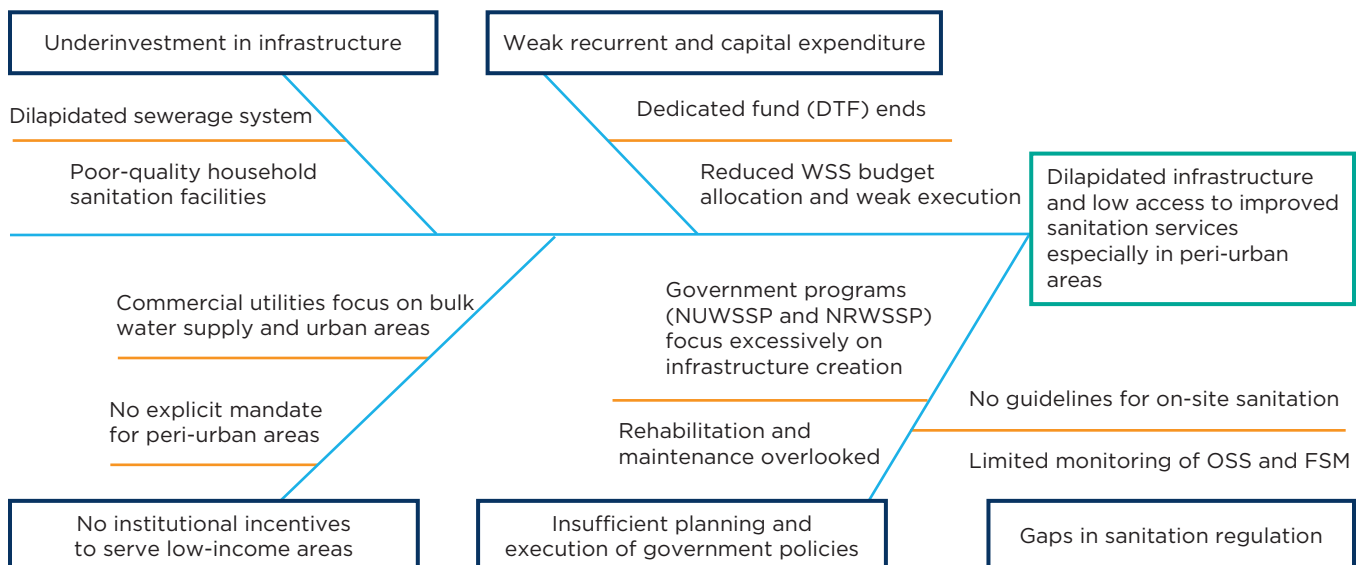 Underinvestment in infrastructure
Weak recurrent and capital expenditure
Dilapidated sewerage system
Poor-quality household
sanitation facilities
Dedicated fund (DTF) ends
Reduced WSS budget
allocation and weak execution
Dilapidated infrastructure
and low access to improved
sanitation services
especially in peri-urban
areas
Commercial utilities focus on bulk
water supply and urban areas
No explicit mandate
for peri-urban areas
Government programs
(NUWSSP and NRWSSP)
focus excessively on
infrastructure creation
Rehabilitation and
maintenance overlooked
No guidelines for on-site sanitation
Limited monitoring of OSS and FSM
No institutional incentives
to serve low-income areas
Insufficient planning and
execution of government policies
Gaps in sanitation regulation